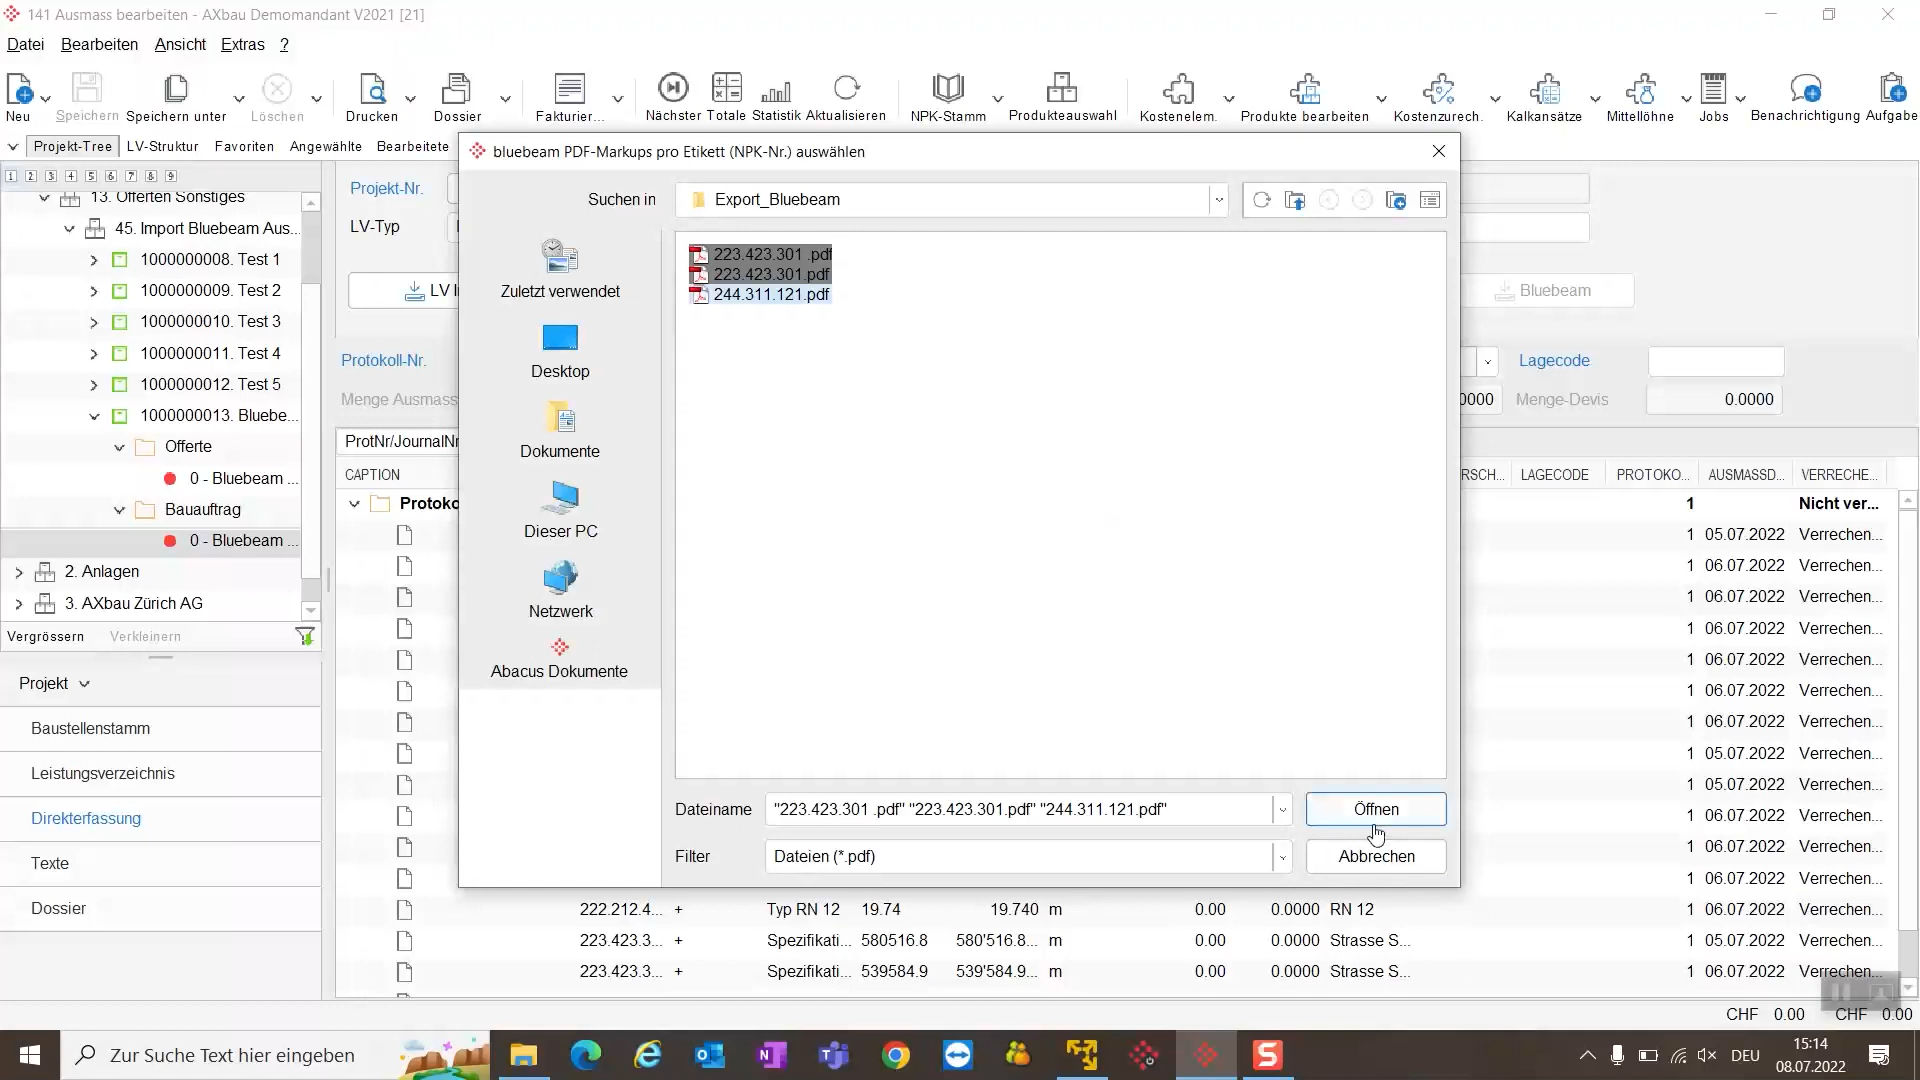 141 Ausmass bearbeiten - AXbau Demomandant V2021 [21]
Datei Bearbeiten Ansicht Extras ?
Neu Speichern Speichern unter Löschen Drucken Dossier Fakturier... Nächster Totale Statistik Aktualisieren NPK-Stamm Produkteauswahl Kostenelem. Produkte bearbeiten Kostenzurech. Kalkansätze Mittellöhne Jobs Benachrichtigung Aufgabe
Projekt-Tree LV-Struktur Favoriten Angewählte Bearbeitete
1 2 3 4 5 6 7 8 9
13. Offerten Sonstiges
45. Import Bluebeam Aus...
1000000008. Test 1
1000000009. Test 2
1000000010. Test 3
1000000011. Test 4
1000000012. Test 5
1000000013. Bluebe...
Offerte
0 - Bluebeam ...
Bauauftrag
0 - Bluebeam ...
2. Anlagen
3. AXbau Zürich AG
Vergrössern Verkleinern
Projekt
Baustellenstamm
Leistungsverzeichnis
Direkterfassung
Texte
Dossier
Projekt-Nr.
LV-Typ
LV I
Bluebeam
Protokoll-Nr.
Lagecode
Menge Ausmass
0000 Menge-Devis 0.0000
ProtNr/JournalNr
CAPTION RSCH... LAGECODE PROTOKO... AUSMASSD... VERRECHE...
Protoko 1 Nicht ver...
1 05.07.2022 Verrechen...
1 06.07.2022 Verrechen...
1 06.07.2022 Verrechen...
1 06.07.2022 Verrechen...
1 06.07.2022 Verrechen...
1 06.07.2022 Verrechen...
1 06.07.2022 Verrechen...
1 05.07.2022 Verrechen...
1 05.07.2022 Verrechen...
1 06.07.2022 Verrechen...
1 06.07.2022 Verrechen...
1 06.07.2022 Verrechen...
222.212.4... + Typ RN 12 19.74 19.740 m 0.00 0.0000 RN 12 1 06.07.2022 Verrechen...
223.423.3... + Spezifikati... 580516.8 580'516.8... m 0.00 0.0000 Strasse S... 1 05.07.2022 Verrechen...
223.423.3... + Spezifikati... 539584.9 539'584.9... m 0.00 0.0000 Strasse S... 1 06.07.2022 Verrechen...
CHF 0.00 CHF 0.00
bluebeam PDF-Markups pro Etikett (NPK-Nr.) auswählen
Suchen in Export_Bluebeam
Zuletzt verwendet
Desktop
Dokumente
Dieser PC
Netzwerk
Abacus Dokumente
223.423.301 .pdf
223.423.301.pdf
244.311.121.pdf
Dateiname "223.423.301 .pdf" "223.423.301.pdf" "244.311.121.pdf" Öffnen
Filter Dateien (*.pdf) Abbrechen
Zur Suche Text hier eingeben
DEU
15:14
08.07.2022